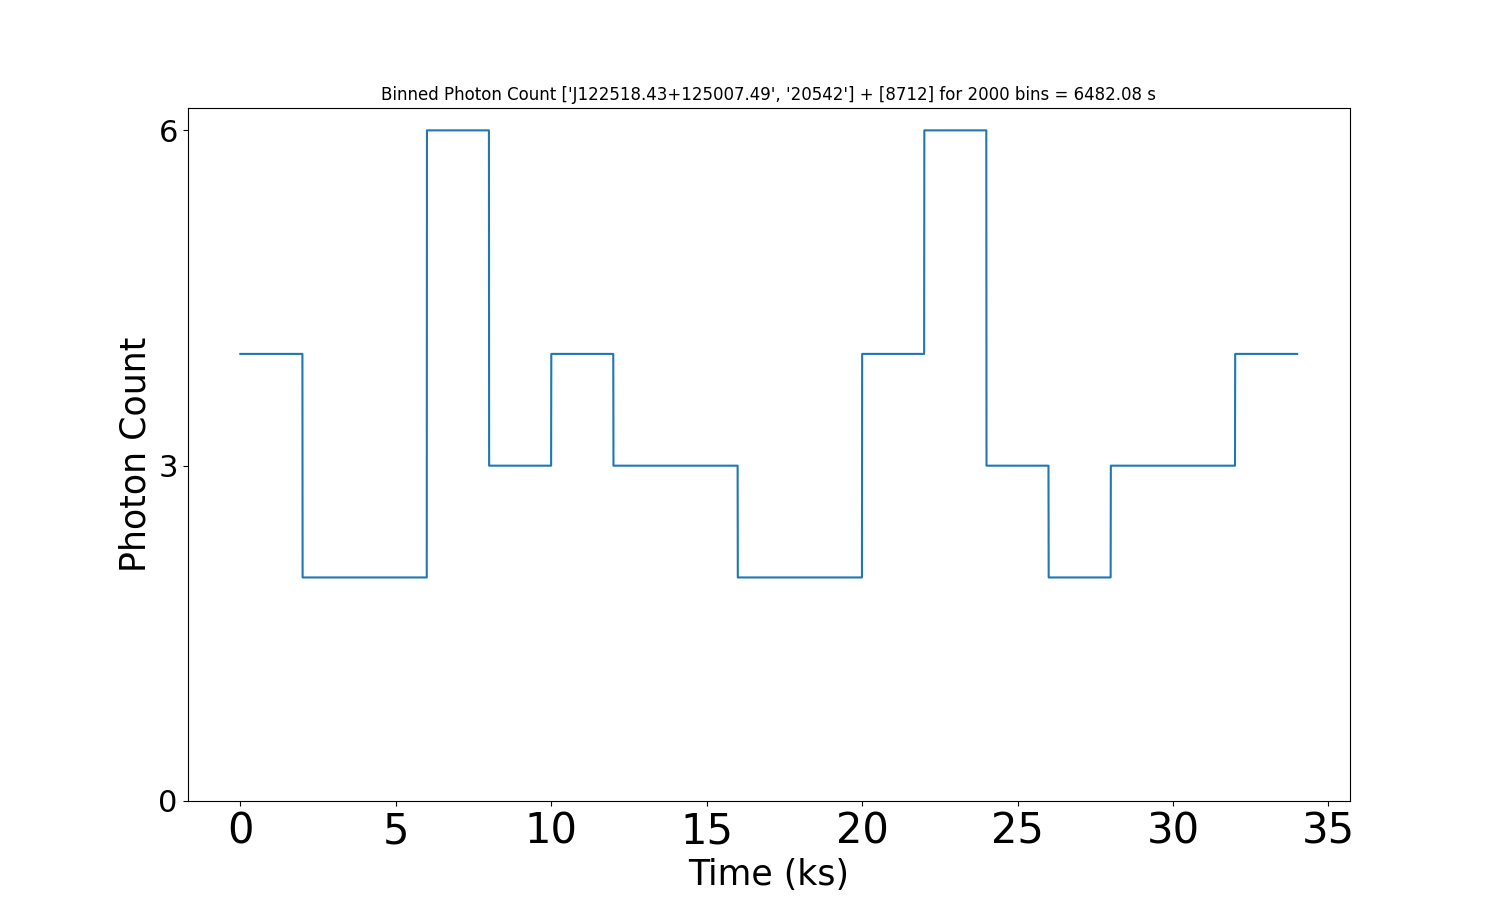 Binned Photon Count ['J122518.43+125007.49', '20542'] + [8712] for 2000 bins = 6482.08 s
6
3
0
Photon Count
0 5 10 15 20 25 30 35
Time (ks)